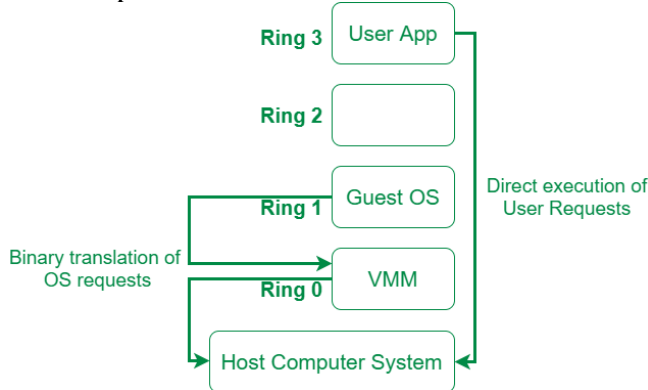 Ring 3
User App
Ring 2
Ring 1
Guest OS
Direct execution of
User Requests
Binary translation of
OS requests
Ring 0
VMM
Host Computer System